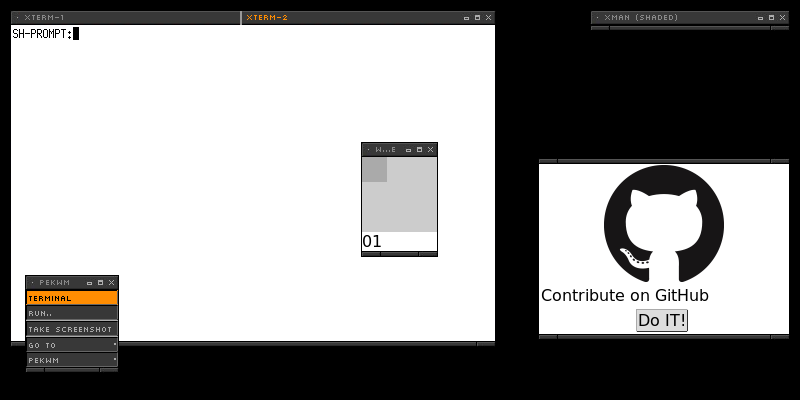 XTERM-1
XTERM-2
XMAN (SHADED)
SH-PROMPT:
W...E
01
PEKWM
TERMINAL
RUN..
TAKE SCREENSHOT
GO TO
PEKWM
Contribute on GitHub
Do IT!